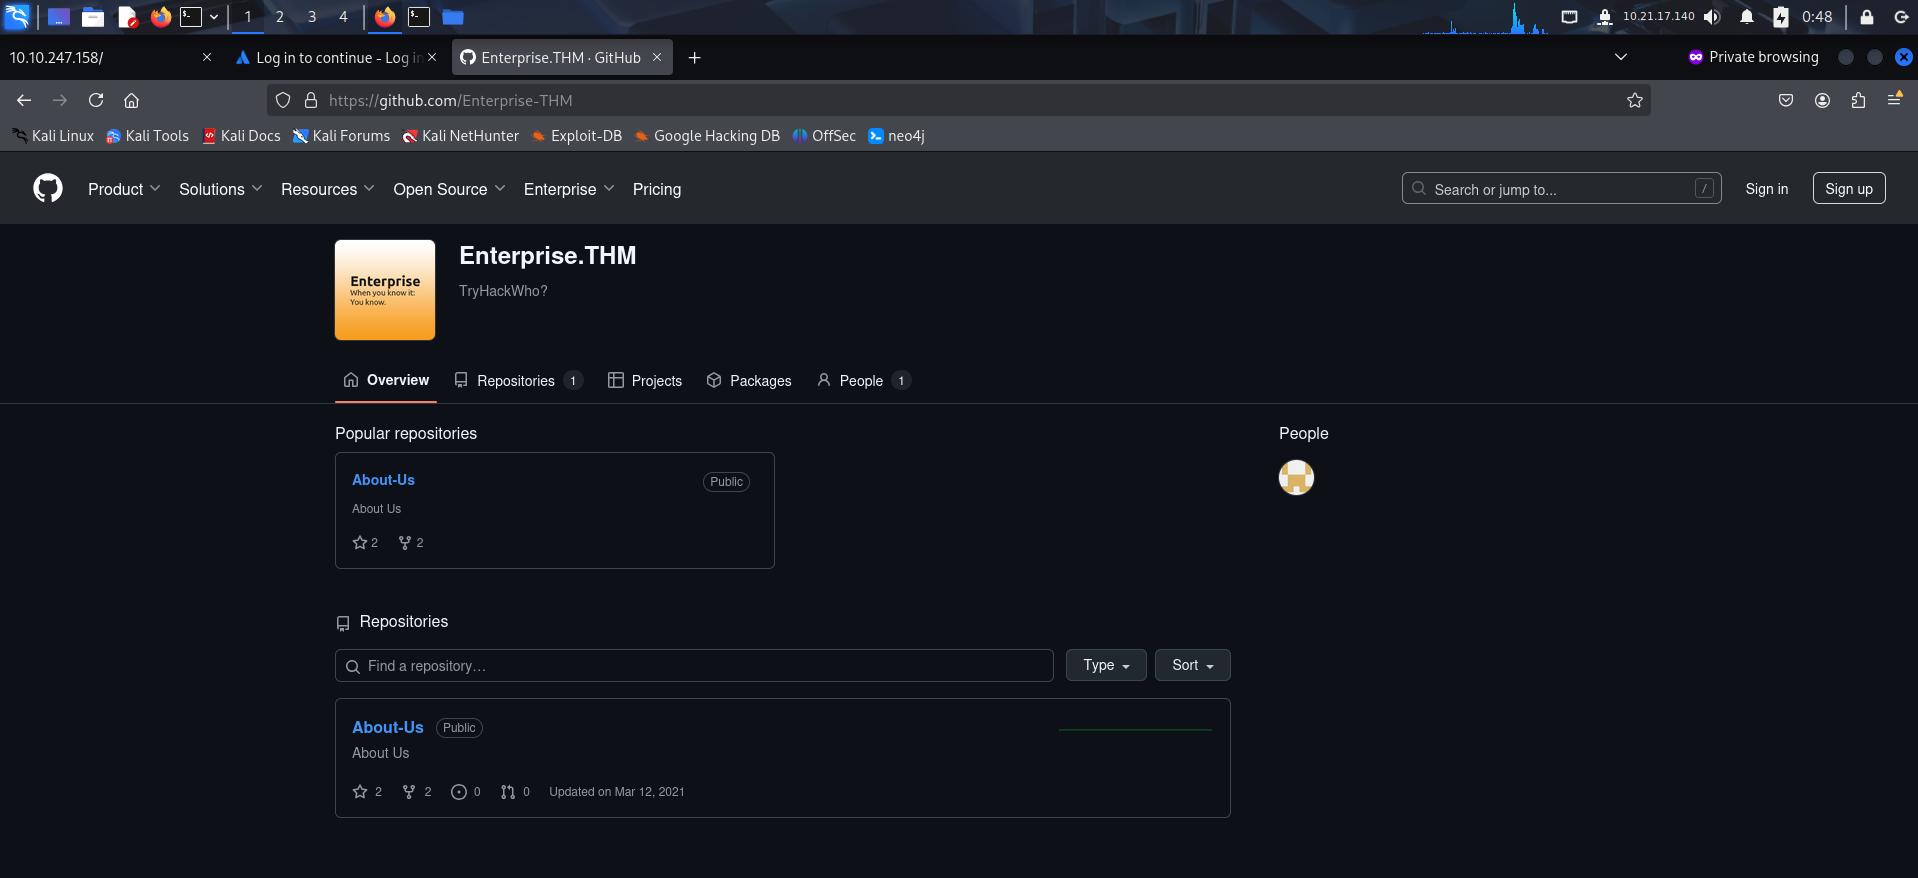 1 2 3 4 10.21.17.140 0:48
10.10.247.158/ Log in to continue - Log in Enterprise.THM · GitHub Private browsing
https://github.com/Enterprise-THM
Kali Linux Kali Tools Kali Docs Kali Forums Kali NetHunter Exploit-DB Google Hacking DB OffSec neo4j
Product Solutions Resources Open Source Enterprise Pricing Search or jump to... / Sign in Sign up
Enterprise.THM
TryHackWho?
Enterprise
When you know it:
You know.
Overview Repositories 1 Projects Packages People 1
Popular repositories People
About-Us Public
About Us
2 2
Repositories
Find a repository… Type Sort
About-Us Public
About Us
2 2 0 0 Updated on Mar 12, 2021